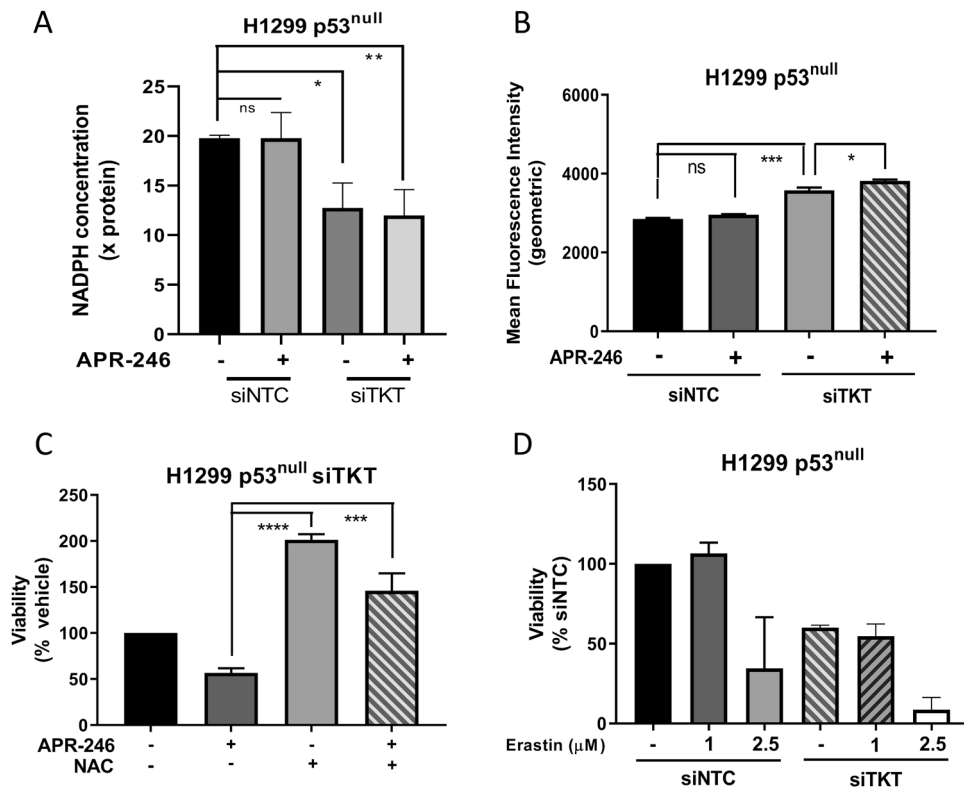 A
H1299 p53null
**
*
ns
NADPH concentration
(x protein)
25
20
15
10
5
0
APR-246 - + - +
siNTC siTKT
B
H1299 p53null
Mean Fluorescence Intensity
(geometric)
6000
4000
2000
0
ns *** *
APR-246 - + - +
siNTC siTKT
C
H1299 p53null siTKT
Viability
(% vehicle)
250
200
150
100
50
0
**** ***
APR-246 - + - +
NAC - - + +
D
H1299 p53null
Viability
(% siNTC)
150
100
50
0
Erastin (μM) - 1 2.5 - 1 2.5
siNTC siTKT